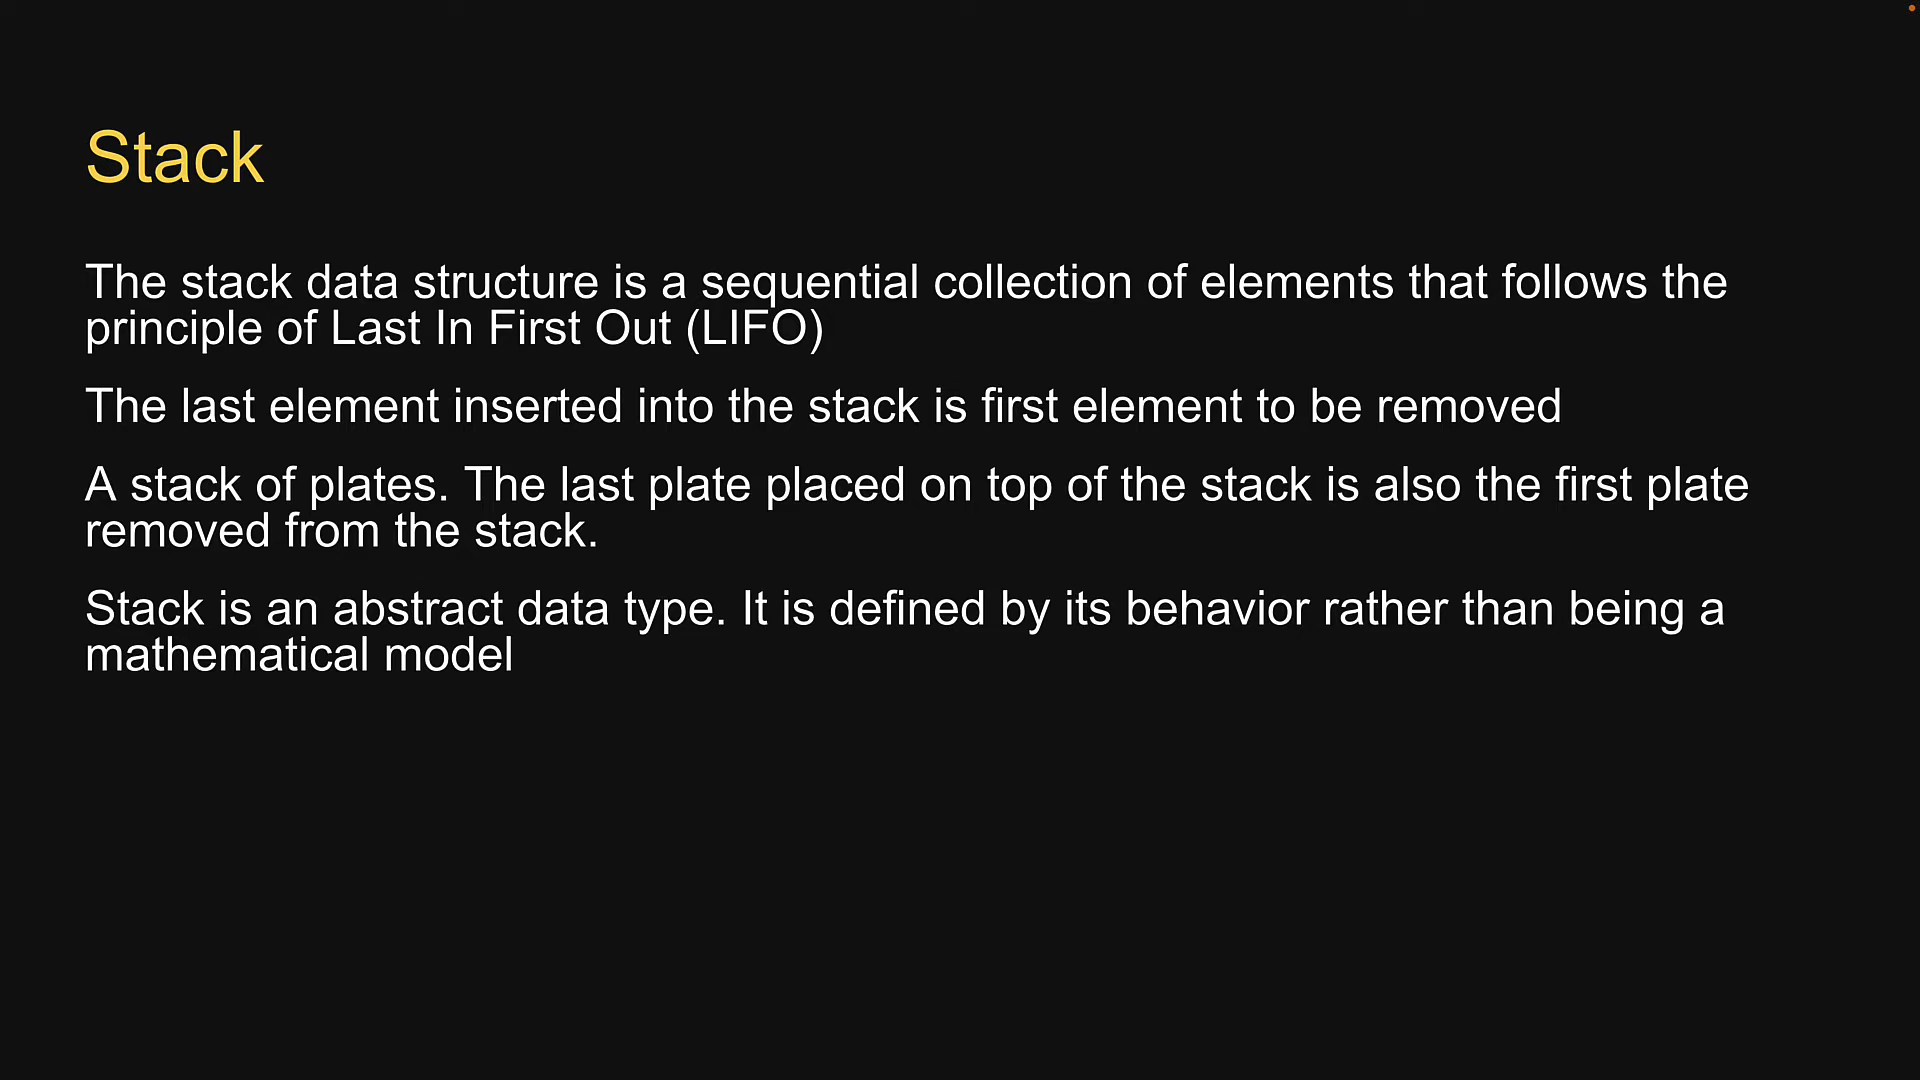 Stack
The stack data structure is a sequential collection of elements that follows the
principle of Last In First Out (LIFO)
The last element inserted into the stack is first element to be removed
A stack of plates. The last plate placed on top of the stack is also the first plate
removed from the stack.
Stack is an abstract data type. It is defined by its behavior rather than being a
mathematical model